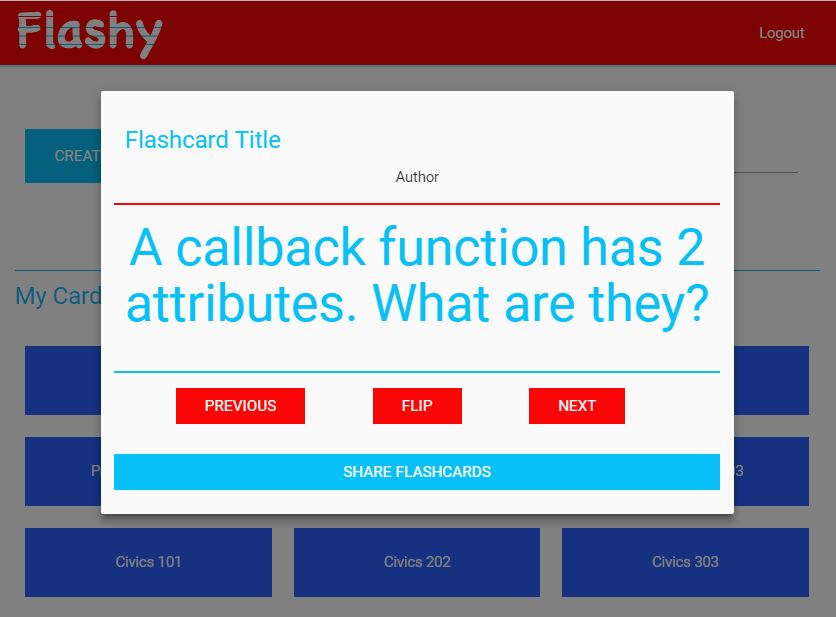 Flashy
Logout
CREAT
Flashcard Title
Author
A callback function has 2
attributes. What are they?
My Card
PREVIOUS FLIP NEXT
P
3
SHARE FLASHCARDS
Civics 101 Civics 202 Civics 303